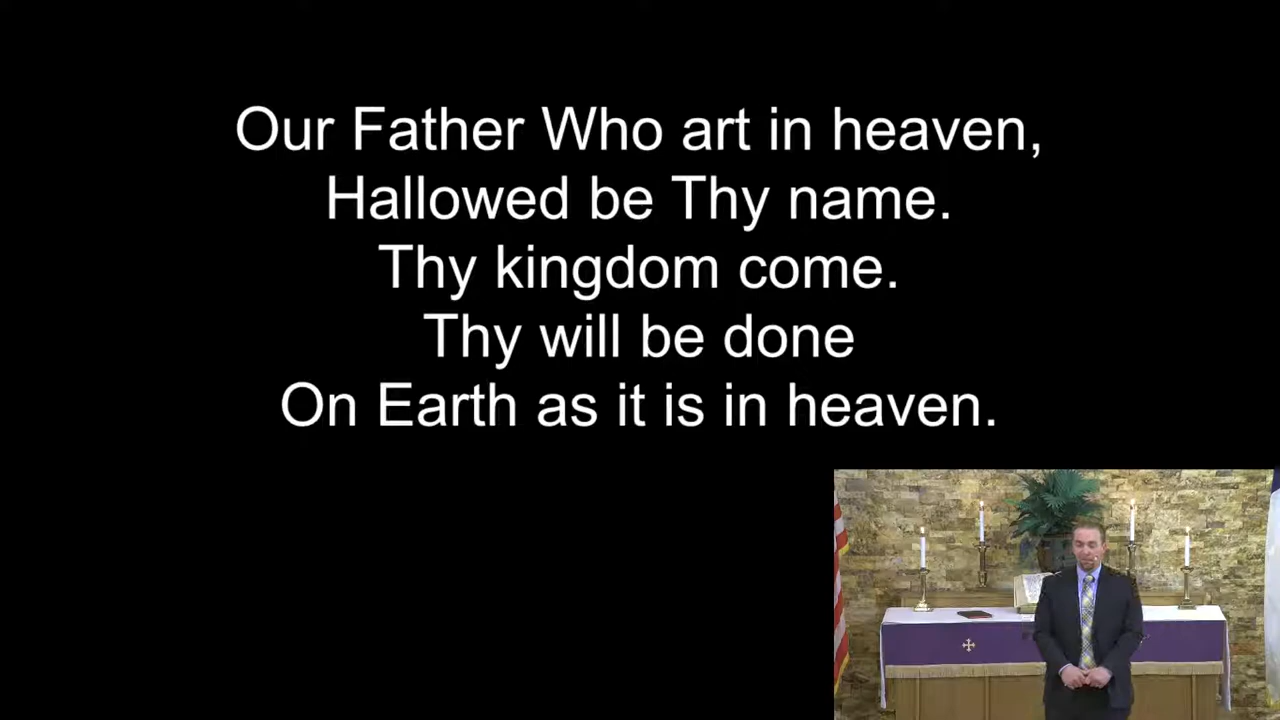 Our Father Who art in heaven,
Hallowed be Thy name.
Thy kingdom come.
Thy will be done
On Earth as it is in heaven.